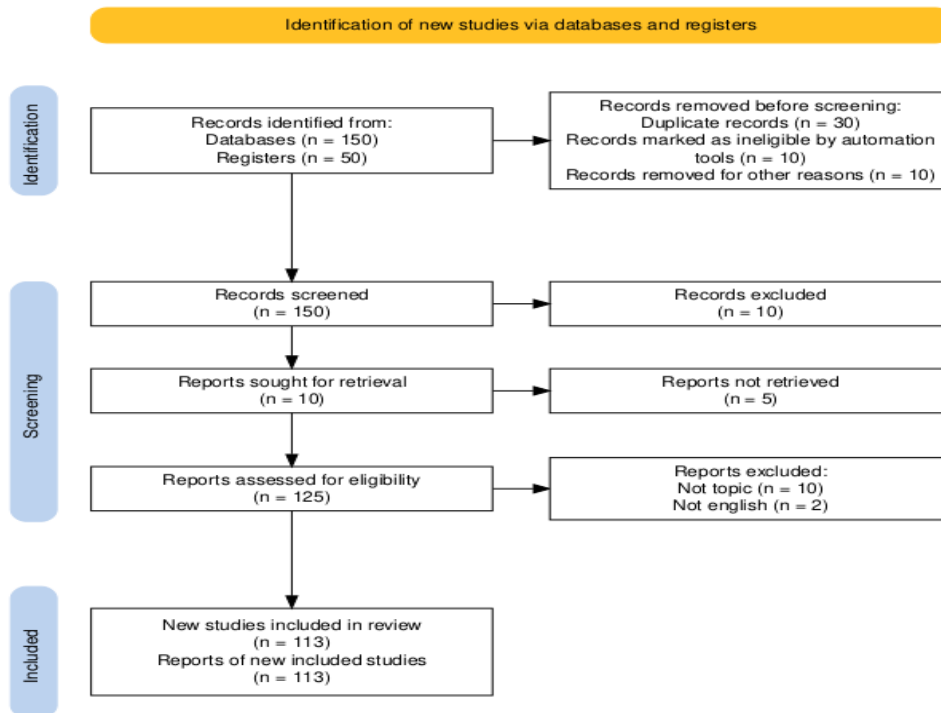 Identification of new studies via databases and registers
Identification
Records identified from:
Databases (n = 150)
Registers (n = 50)
Records removed before screening:
Duplicate records (n = 30)
Records marked as ineligible by automation
tools (n = 10)
Records removed for other reasons (n = 10)
Screening
Records screened
(n = 150)
Records excluded
(n = 10)
Reports sought for retrieval
(n = 10)
Reports not retrieved
(n = 5)
Reports assessed for eligibility
(n = 125)
Reports excluded:
Not topic (n = 10)
Not english (n = 2)
Included
New studies included in review
(n = 113)
Reports of new included studies
(n = 113)